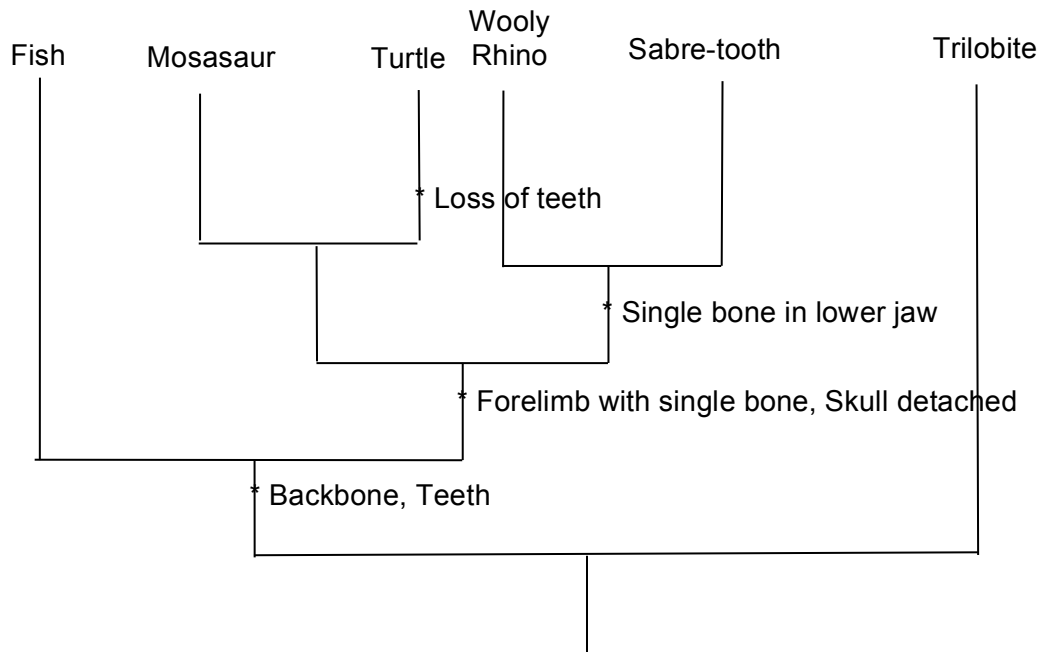 Fish
Mosasaur
Turtle
Wooly
Rhino
Sabre-tooth
Trilobite
* Loss of teeth
* Single bone in lower jaw
* Forelimb with single bone, Skull detached
* Backbone, Teeth